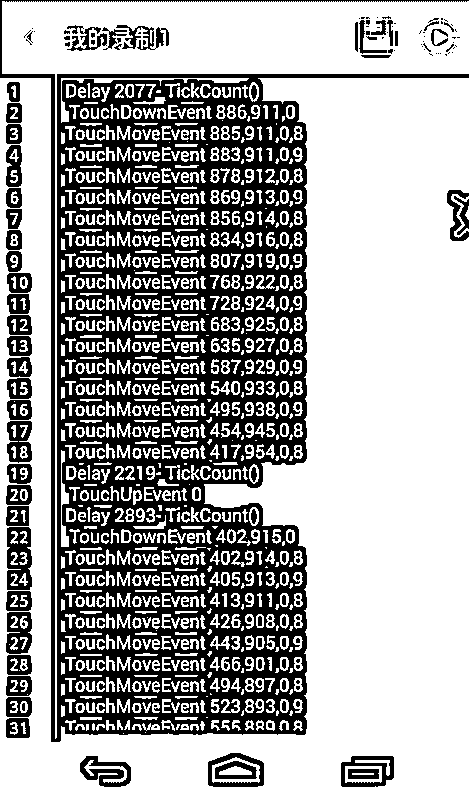 我的录制1
1 Delay 2077- TickCount()
2 TouchDownEvent 886,911,0
3 TouchMoveEvent 885,911,0,8
4 TouchMoveEvent 883,911,0,9
5 TouchMoveEvent 878,912,0,8
6 TouchMoveEvent 869,913,0,9
7 TouchMoveEvent 856,914,0,8
8 TouchMoveEvent 834,916,0,8
9 TouchMoveEvent 807,919,0,9
10 TouchMoveEvent 768,922,0,8
11 TouchMoveEvent 728,924,0,9
12 TouchMoveEvent 683,925,0,8
13 TouchMoveEvent 635,927,0,8
14 TouchMoveEvent 587,929,0,9
15 TouchMoveEvent 540,933,0,8
16 TouchMoveEvent 495,938,0,9
17 TouchMoveEvent 454,945,0,8
18 TouchMoveEvent 417,954,0,8
19 Delay 2219- TickCount()
20 TouchUpEvent 0
21 Delay 2893- TickCount()
22 TouchDownEvent 402,915,0
23 TouchMoveEvent 402,914,0,8
24 TouchMoveEvent 405,913,0,9
25 TouchMoveEvent 413,911,0,8
26 TouchMoveEvent 426,908,0,8
27 TouchMoveEvent 443,905,0,9
28 TouchMoveEvent 466,901,0,8
29 TouchMoveEvent 494,897,0,8
30 TouchMoveEvent 523,893,0,9
31 TouchMoveEvent 555,889,0,8